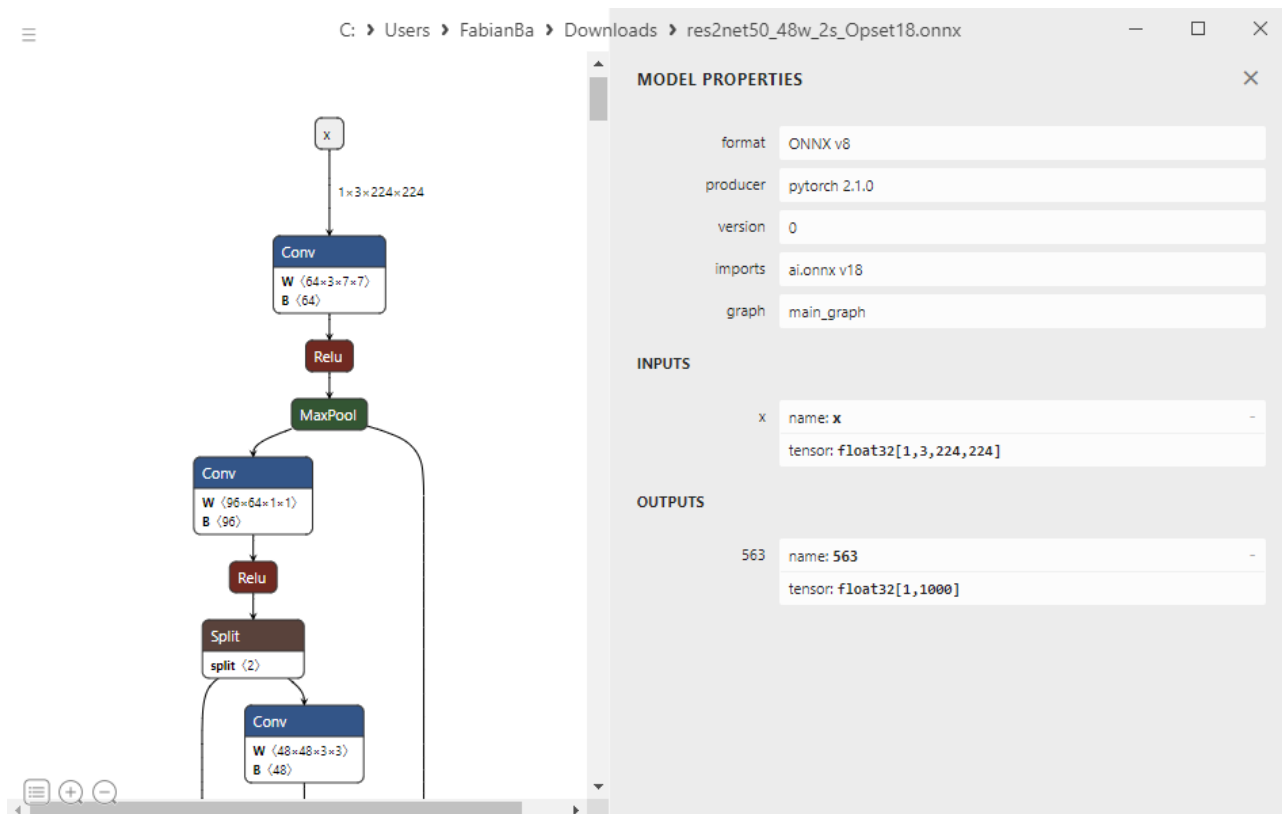 C: › Users › FabianBa › Downloads › res2net50_48w_2s_Opset18.onnx
x
1×3×224×224
Conv
W ⟨64×3×7×7⟩
B ⟨64⟩
Relu
MaxPool
Conv
W ⟨96×64×1×1⟩
B ⟨96⟩
Relu
Split
split ⟨2⟩
Conv
W ⟨48×48×3×3⟩
B ⟨48⟩
MODEL PROPERTIES
format ONNX v8
producer pytorch 2.1.0
version 0
imports ai.onnx v18
graph main_graph
INPUTS
x name: x -
tensor: float32[1,3,224,224]
OUTPUTS
563 name: 563 -
tensor: float32[1,1000]